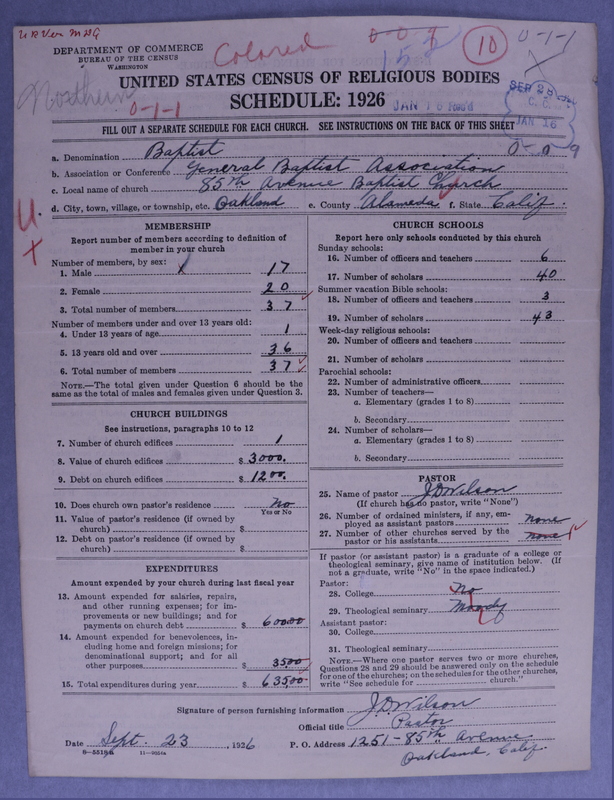 DEPARTMENT OF COMMERCE
BUREAU OF THE CENSUS
WASHINGTON
Colored
0-0-1
15
10
0-1-1
X
Northern
0-1-1
UNITED STATES CENSUS OF RELIGIOUS BODIES
SCHEDULE: 1926
JAN 16 Rec'd
JAN 16
FILL OUT A SEPARATE SCHEDULE FOR EACH CHURCH. SEE INSTRUCTIONS ON THE BACK OF THIS SHEET
a. Denomination Baptist
b. Association or Conference General Baptist Association
c. Local name of church 85th Avenue Baptist Church
d. City, town, village, or township, etc. Oakland e. County Alameda f. State Calif.
U.
X
MEMBERSHIP
Report number of members according to definition of
member in your church
Number of members, by sex:
1. Male 17
2. Female 20
3. Total number of members 37
Number of members under and over 13 years old:
4. Under 13 years of age 1
5. 13 years old and over 36
6. Total number of members 37
NOTE.—The total given under Question 6 should be the
same as the total of males and females given under Question 3.
CHURCH BUILDINGS
See instructions, paragraphs 10 to 12
7. Number of church edifices 1
8. Value of church edifices $ 3000.
9. Debt on church edifices $ 1200.
10. Does church own pastor's residence No
Yes or No
11. Value of pastor's residence (if owned by
church) $
12. Debt on pastor's residence (if owned by
church) $
EXPENDITURES
Amount expended by your church during last fiscal year
13. Amount expended for salaries, repairs,
and other running expenses; for im-
provements or new buildings; and for
payments on church debt $ 600.00
14. Amount expended for benevolences, in-
cluding home and foreign missions; for
denominational support; and for all
other purposes $ 35.00
15. Total expenditures during year $ 635.00
CHURCH SCHOOLS
Report here only schools conducted by this church
Sunday schools:
16. Number of officers and teachers 6
17. Number of scholars 40
Summer vacation Bible schools:
18. Number of officers and teachers 3
19. Number of scholars 43
Week-day religious schools:
20. Number of officers and teachers
21. Number of scholars
Parochial schools:
22. Number of administrative officers
23. Number of teachers—
a. Elementary (grades 1 to 8)
b. Secondary
24. Number of scholars—
a. Elementary (grades 1 to 8)
b. Secondary
PASTOR
25. Name of pastor J. D. Wilson
(If church has no pastor, write "None")
26. Number of ordained ministers, if any, em-
ployed as assistant pastors none
27. Number of other churches served by the
pastor or his assistants none
If pastor (or assistant pastor) is a graduate of a college or
theological seminary, give name of institution below. (If
not a graduate, write "No" in the space indicated.)
Pastor:
28. College No
29. Theological seminary Moody
Assistant pastor:
30. College
31. Theological seminary
NOTE.—Where one pastor serves two or more churches,
Questions 28 and 29 should be answered only on the schedule
for one of the churches; on the schedules for the other churches,
write "See schedule for church."
Signature of person furnishing information J. D. Wilson
Official title Pastor
Date Sept. 23, 1926 P. O. Address 1251-85th Avenue
Oakland, Calif.